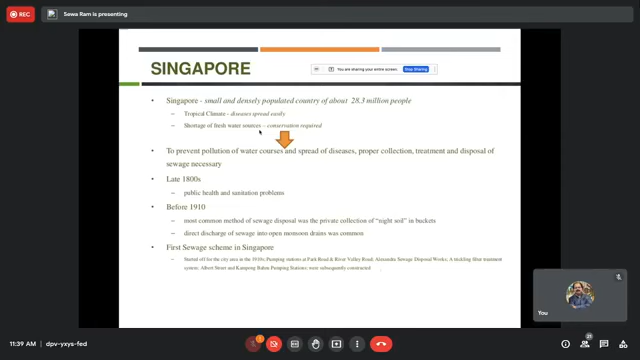 REC
Sewa Ram is presenting
SINGAPORE
You are sharing your entire screen.
Stop Sharing
• Singapore - small and densely populated country of about 28.3 million people
— Tropical Climate - diseases spread easily
— Shortage of fresh water sources – conservation required
• To prevent pollution of water courses and spread of diseases, proper collection, treatment and disposal of
sewage necessary
• Late 1800s
— public health and sanitation problems
• Before 1910
— most common method of sewage disposal was the private collection of "night soil" in buckets
— direct discharge of sewage into open monsoon drains was common
• First Sewage scheme in Singapore
— Started off for the city area in the 1910s: Pumping stations at Park Road & River Valley Road. Alexandra Sewage Disposal Works, A trickling filter treatment
system. Albert Street and Kampong Bahru Pumping Stations were subsequently constructed
You
11:39 AM
dpv-yxys-fed
21